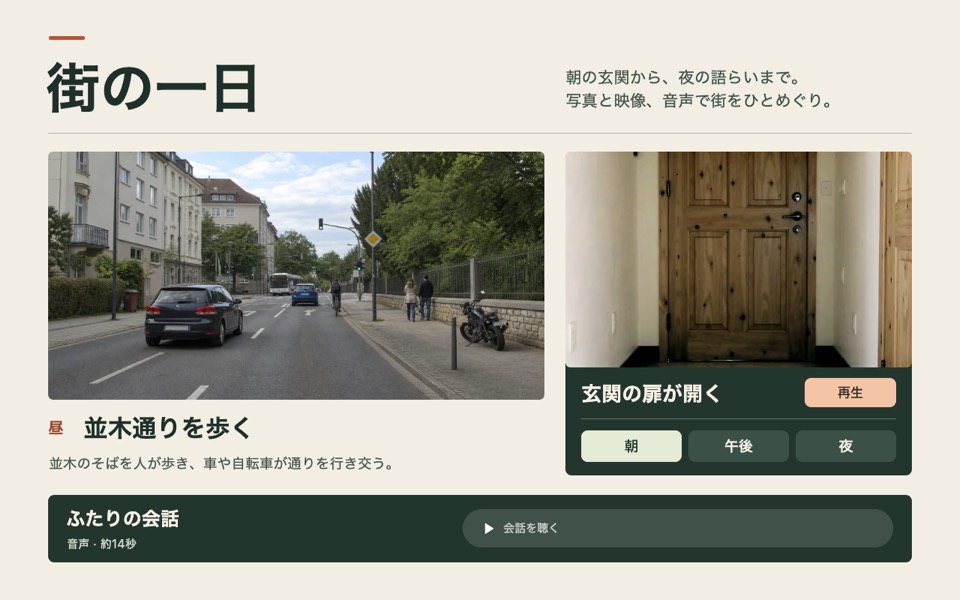 街の一日
朝の玄関から、夜の語らいまで。
写真と映像、音声で街をひとめぐり。
昼 並木通りを歩く
並木のそばを人が歩き、車や自転車が通りを行き交う。
玄関の扉が開く
再生
朝 午後 夜
ふたりの会話
音声・約14秒
会話を聴く